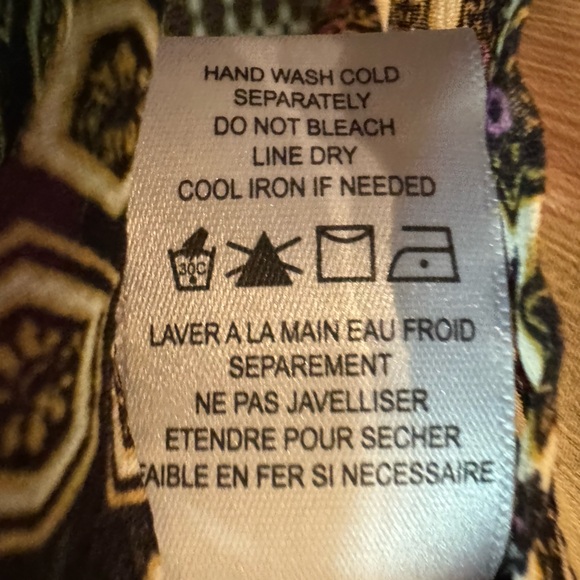 HAND WASH COLD
SEPARATELY
DO NOT BLEACH
LINE DRY
COOL IRON IF NEEDED
30C
LAVER A LA MAIN EAU FROID
SEPAREMENT
NE PAS JAVELLISER
ETENDRE POUR SECHER
FAIBLE EN FER SI NECESSAIRE